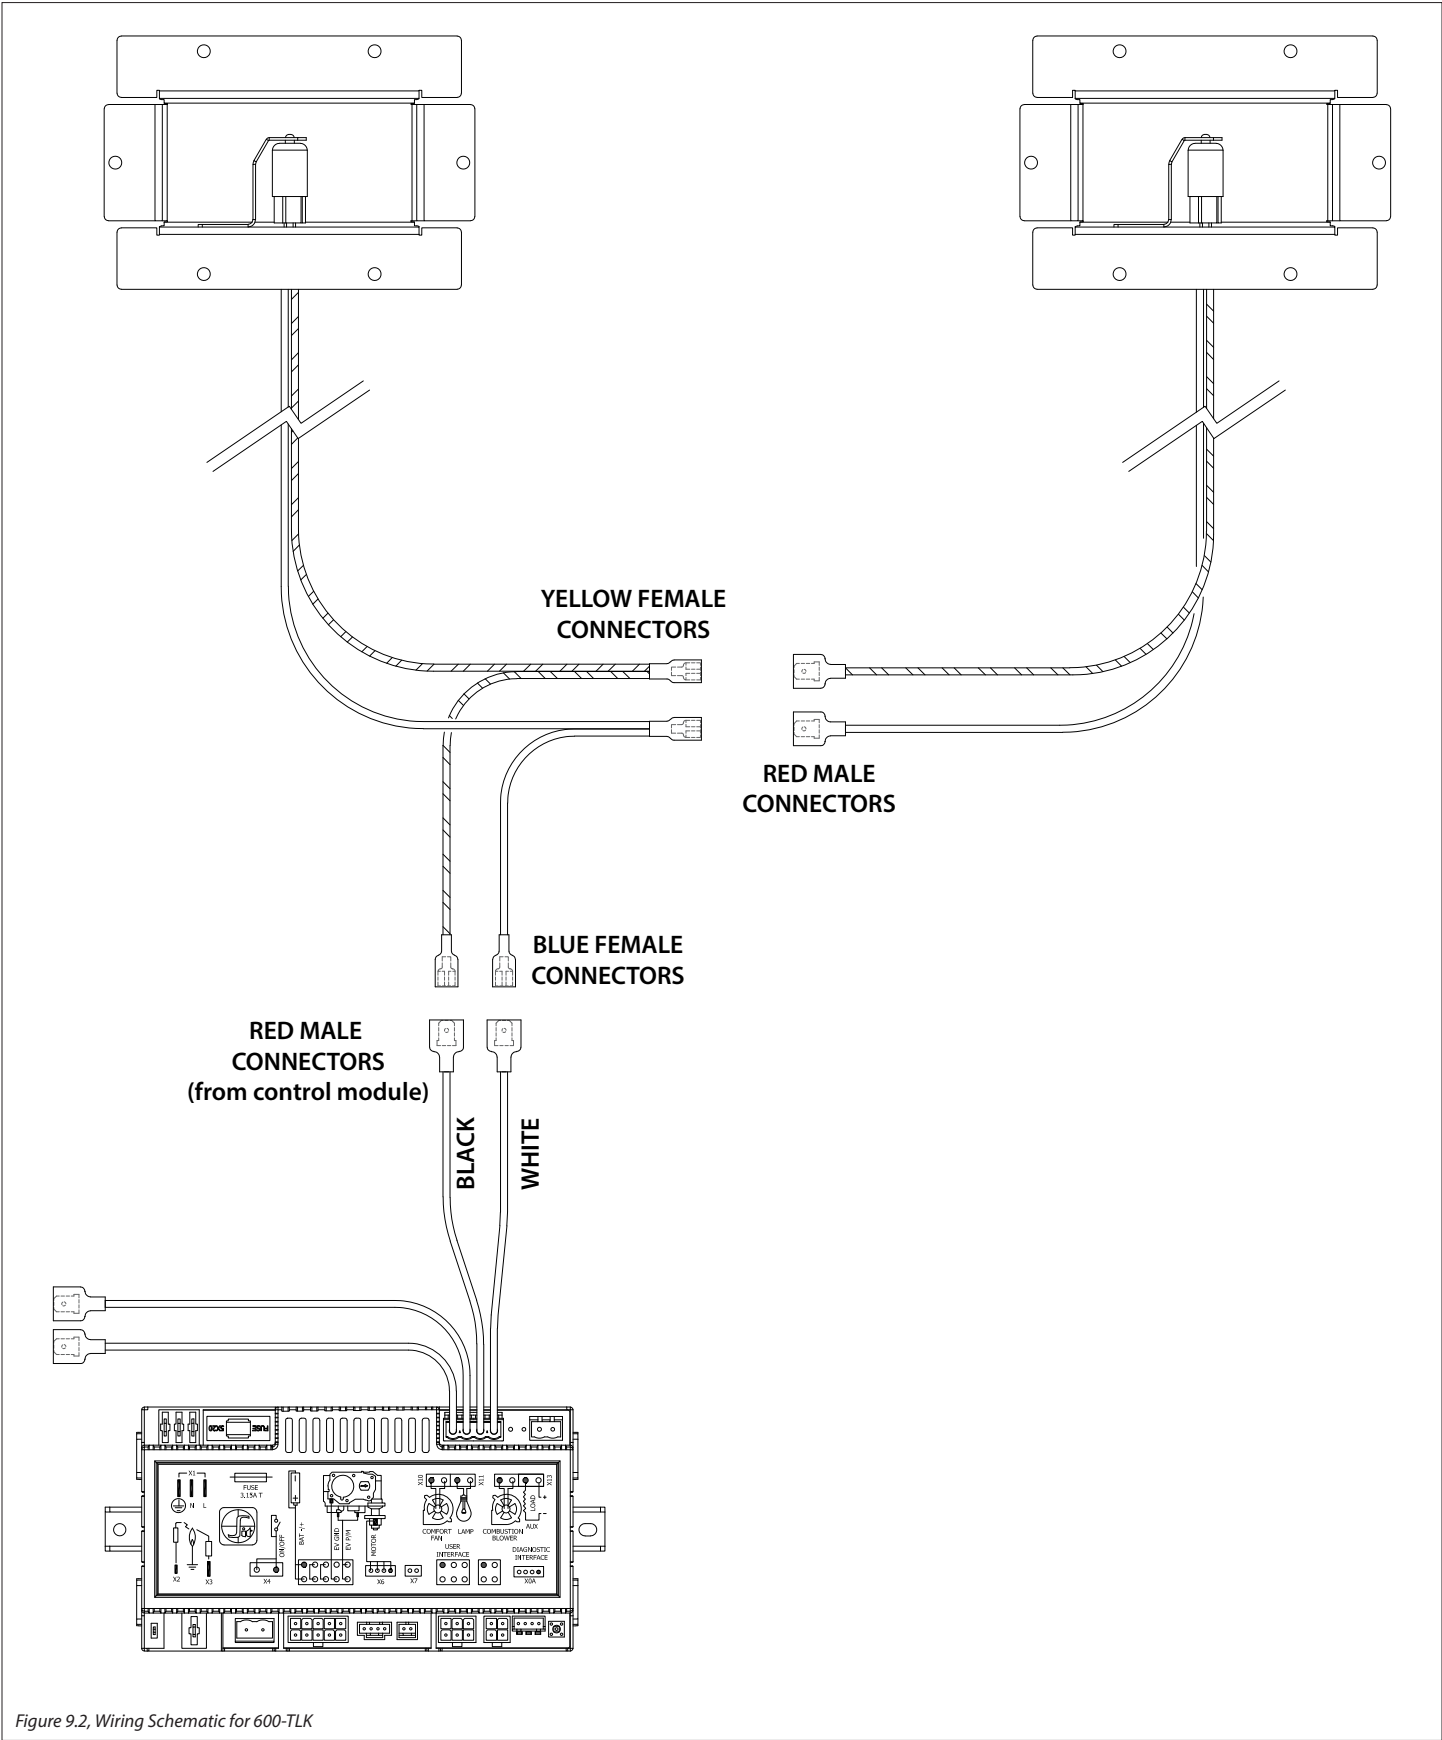 YELLOW FEMALE
CONNECTORS
RED MALE
CONNECTORS
BLUE FEMALE
CONNECTORS
RED MALE
CONNECTORS
(from control module)
BLACK
WHITE
5X20
FUSE
X1
N L
FUSE
3.15A T
X2
X3
ON/OFF
X4
BAT -/+
EV GND
EV P/M
MOTOR
X6
X7
X10
X11
X13
COMFORT
FAN
LAMP
COMBUSTION
BLOWER
LOAD
+
-
AUX
USER
INTERFACE
DIAGNOSTIC
INTERFACE
X0A
Figure 9.2, Wiring Schematic for 600-TLK